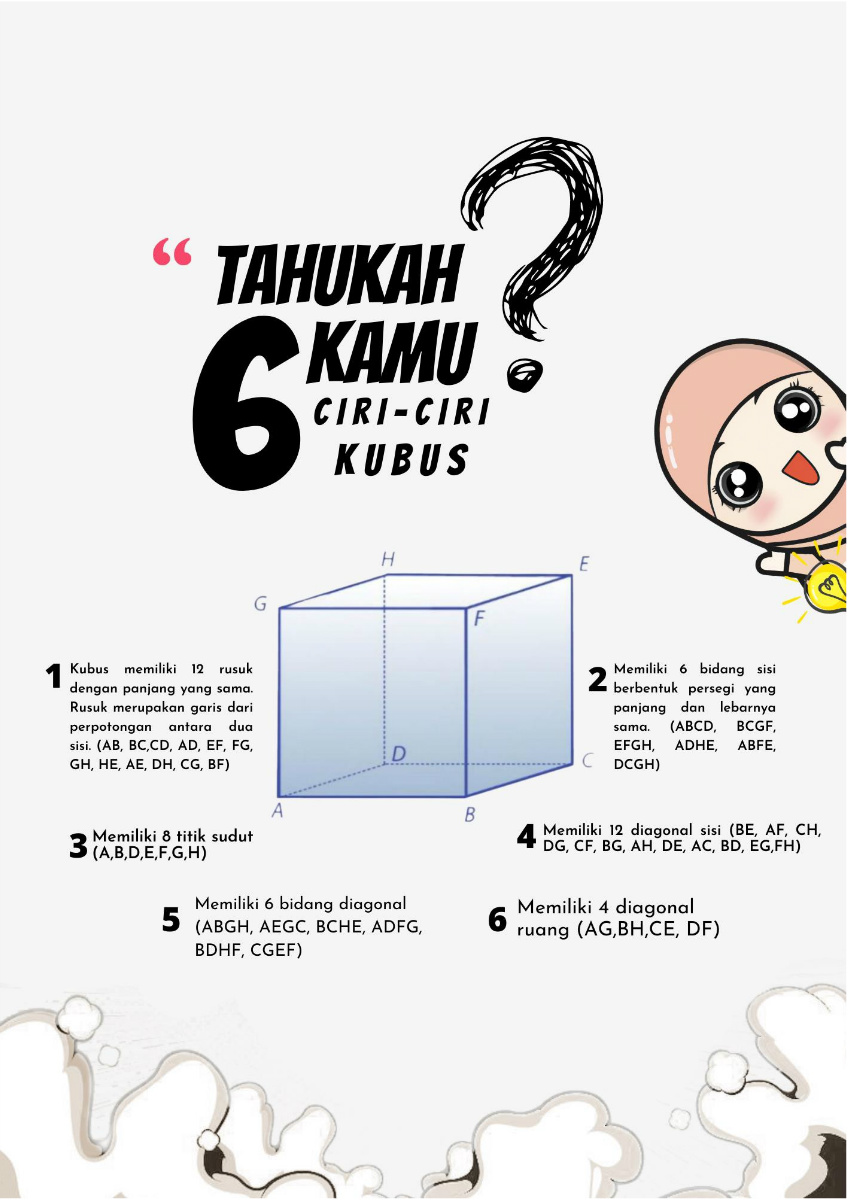 “ TAHUKAH
KAMU ?
6 CIRI-CIRI
KUBUS
H
E
G
F
D
C
A
B
1 Kubus memiliki 12 rusuk
dengan panjang yang sama.
Rusuk merupakan garis dari
perpotongan antara dua
sisi. (AB, BC,CD, AD, EF, FG,
GH, HE, AE, DH, CG, BF)
2 Memiliki 6 bidang sisi
berbentuk persegi yang
panjang dan lebarnya
sama. (ABCD, BCGF,
EFGH, ADHE, ABFE,
DCGH)
3 Memiliki 8 titik sudut
(A,B,D,E,F,G,H)
4 Memiliki 12 diagonal sisi (BE, AF, CH,
DG, CF, BG, AH, DE, AC, BD, EG,FH)
5 Memiliki 6 bidang diagonal
(ABGH, AEGC, BCHE, ADFG,
BDHF, CGEF)
6 Memiliki 4 diagonal
ruang (AG,BH,CE, DF)